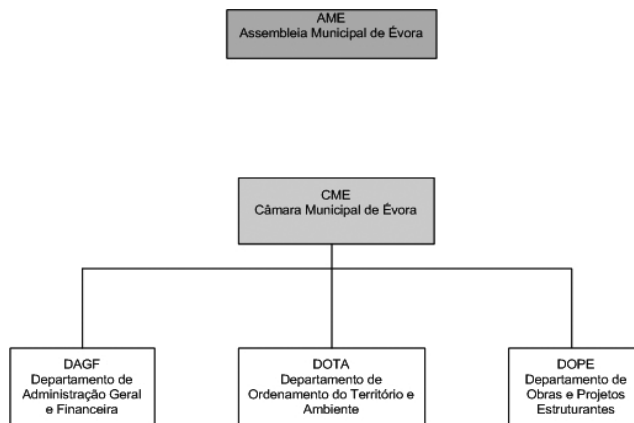 AME
Assembleia Municipal de Évora
CME
Câmara Municipal de Évora
DAGF
Departamento de
Administração Geral
e Financeira
DOTA
Departamento de
Ordenamento do Território e
Ambiente
DOPE
Departamento de
Obras e Projetos
Estruturantes